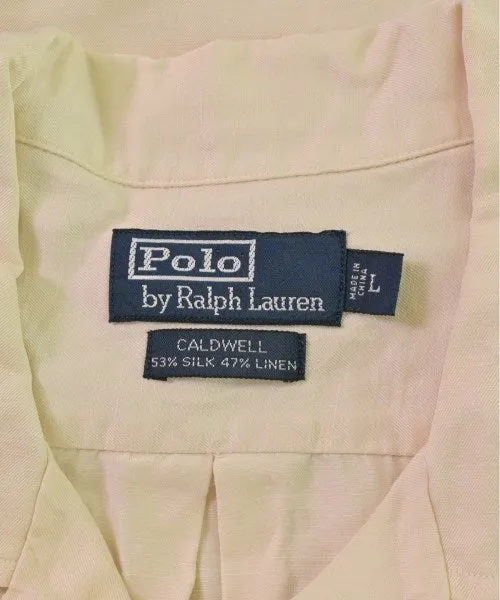 Polo
by Ralph Lauren
MADE IN
CHINA
L
CALDWELL
53% SILK 47% LINEN